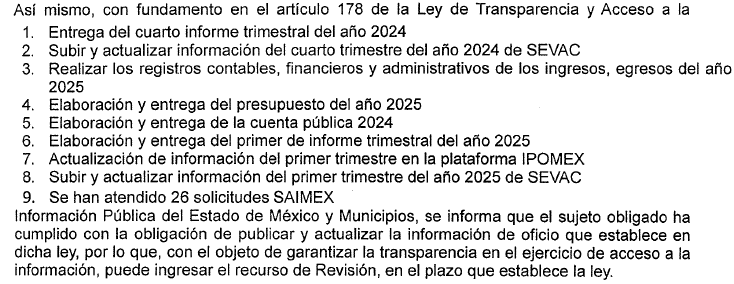 Así mismo, con fundamento en el artículo 178 de la Ley de Transparencia y Acceso a la
1. Entrega del cuarto informe trimestral del año 2024
2. Subir y actualizar información del cuarto trimestre del año 2024 de SEVAC
3. Realizar los registros contables, financieros y administrativos de los ingresos, egresos del año
2025
4. Elaboración y entrega del presupuesto del año 2025
5. Elaboración y entrega de la cuenta pública 2024
6. Elaboración y entrega del primer de informe trimestral del año 2025
7. Actualización de información del primer trimestre en la plataforma IPOMEX
8. Subir y actualizar información del primer trimestre del año 2025 de SEVAC
9. Se han atendido 26 solicitudes SAIMEX
Información Pública del Estado de México y Municipios, se informa que el sujeto obligado ha
cumplido con la obligación de publicar y actualizar la información de oficio que establece en
dicha ley, por lo que, con el objeto de garantizar la transparencia en el ejercicio de acceso a la
información, puede ingresar el recurso de Revisión, en el plazo que establece la ley.